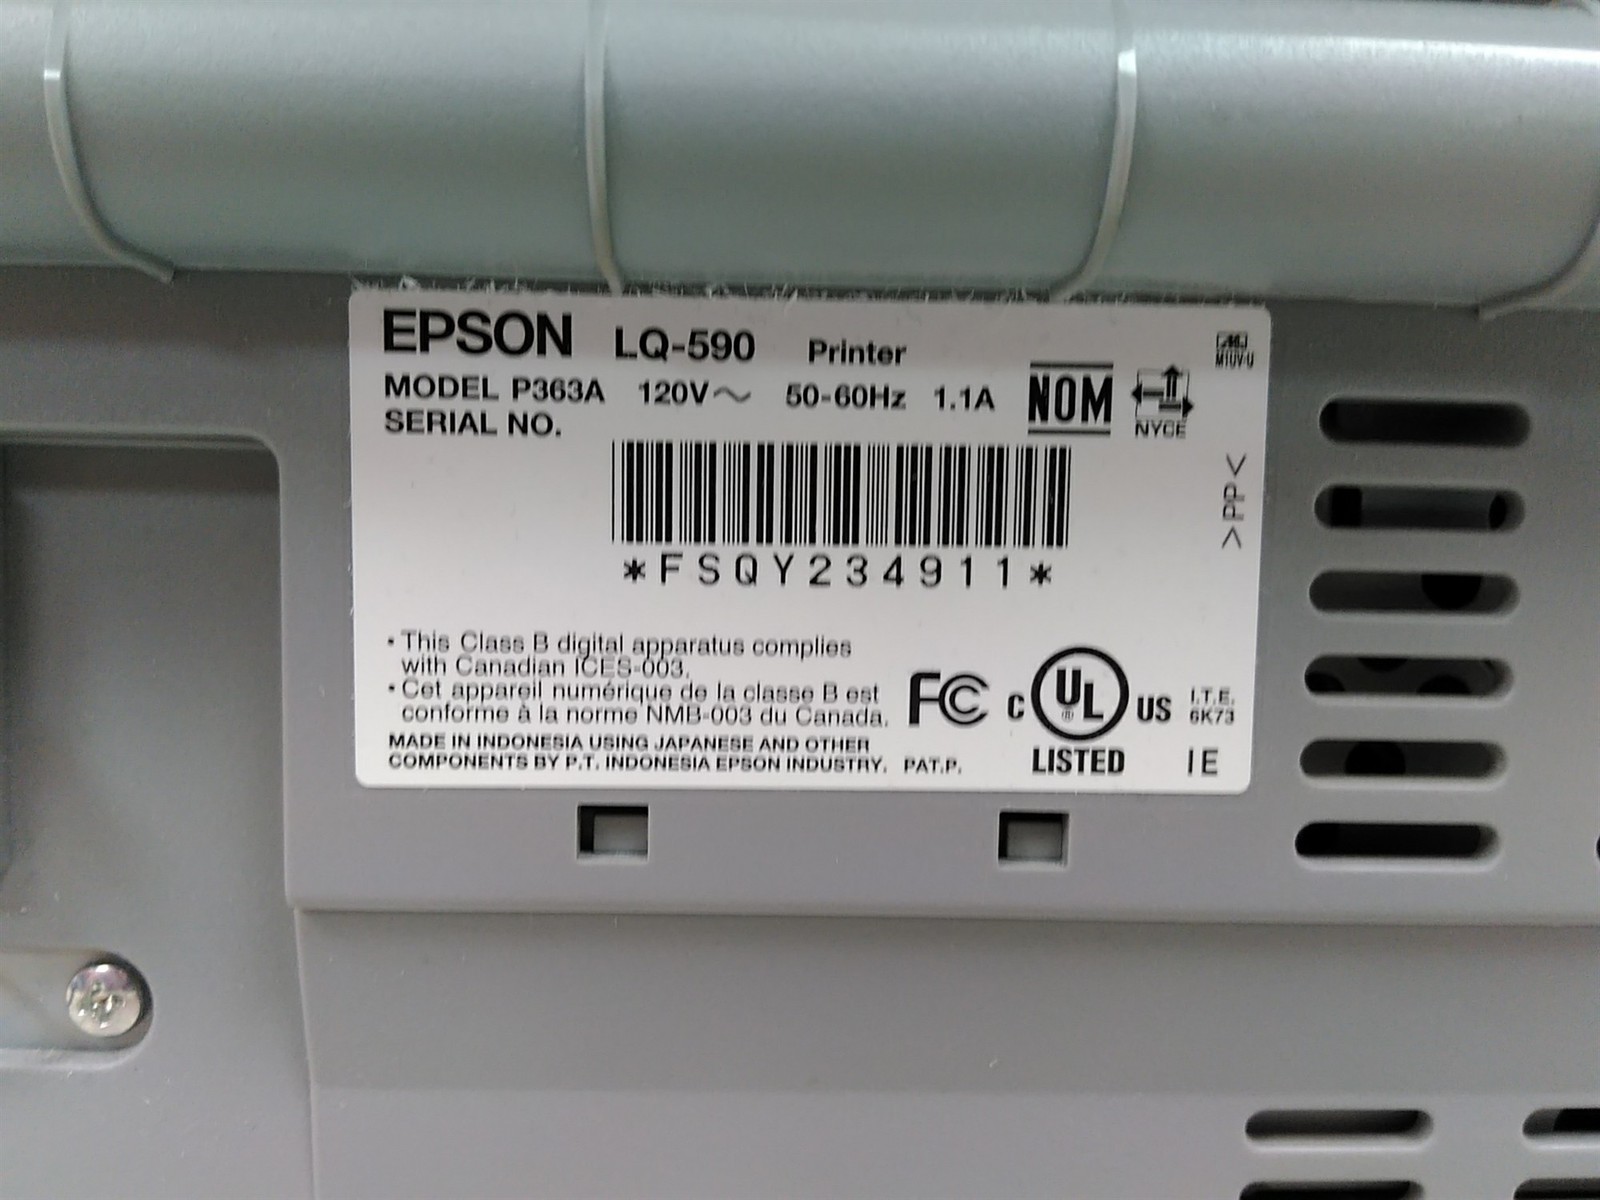 EPSON LQ-590 Printer
MODEL P363A 120V～ 50-60Hz 1.1A
SERIAL NO.
NOM
NYCE
M1UV-U
>PP<
*FSQY234911*
• This Class B digital apparatus complies
with Canadian ICES-003.
• Cet appareil numérique de la classe B est
conforme à la norme NMB-003 du Canada.
MADE IN INDONESIA USING JAPANESE AND OTHER
COMPONENTS BY P.T. INDONESIA EPSON INDUSTRY. PAT.P.
FC
C UL ® US
LISTED
I.T.E.
6K73
IE